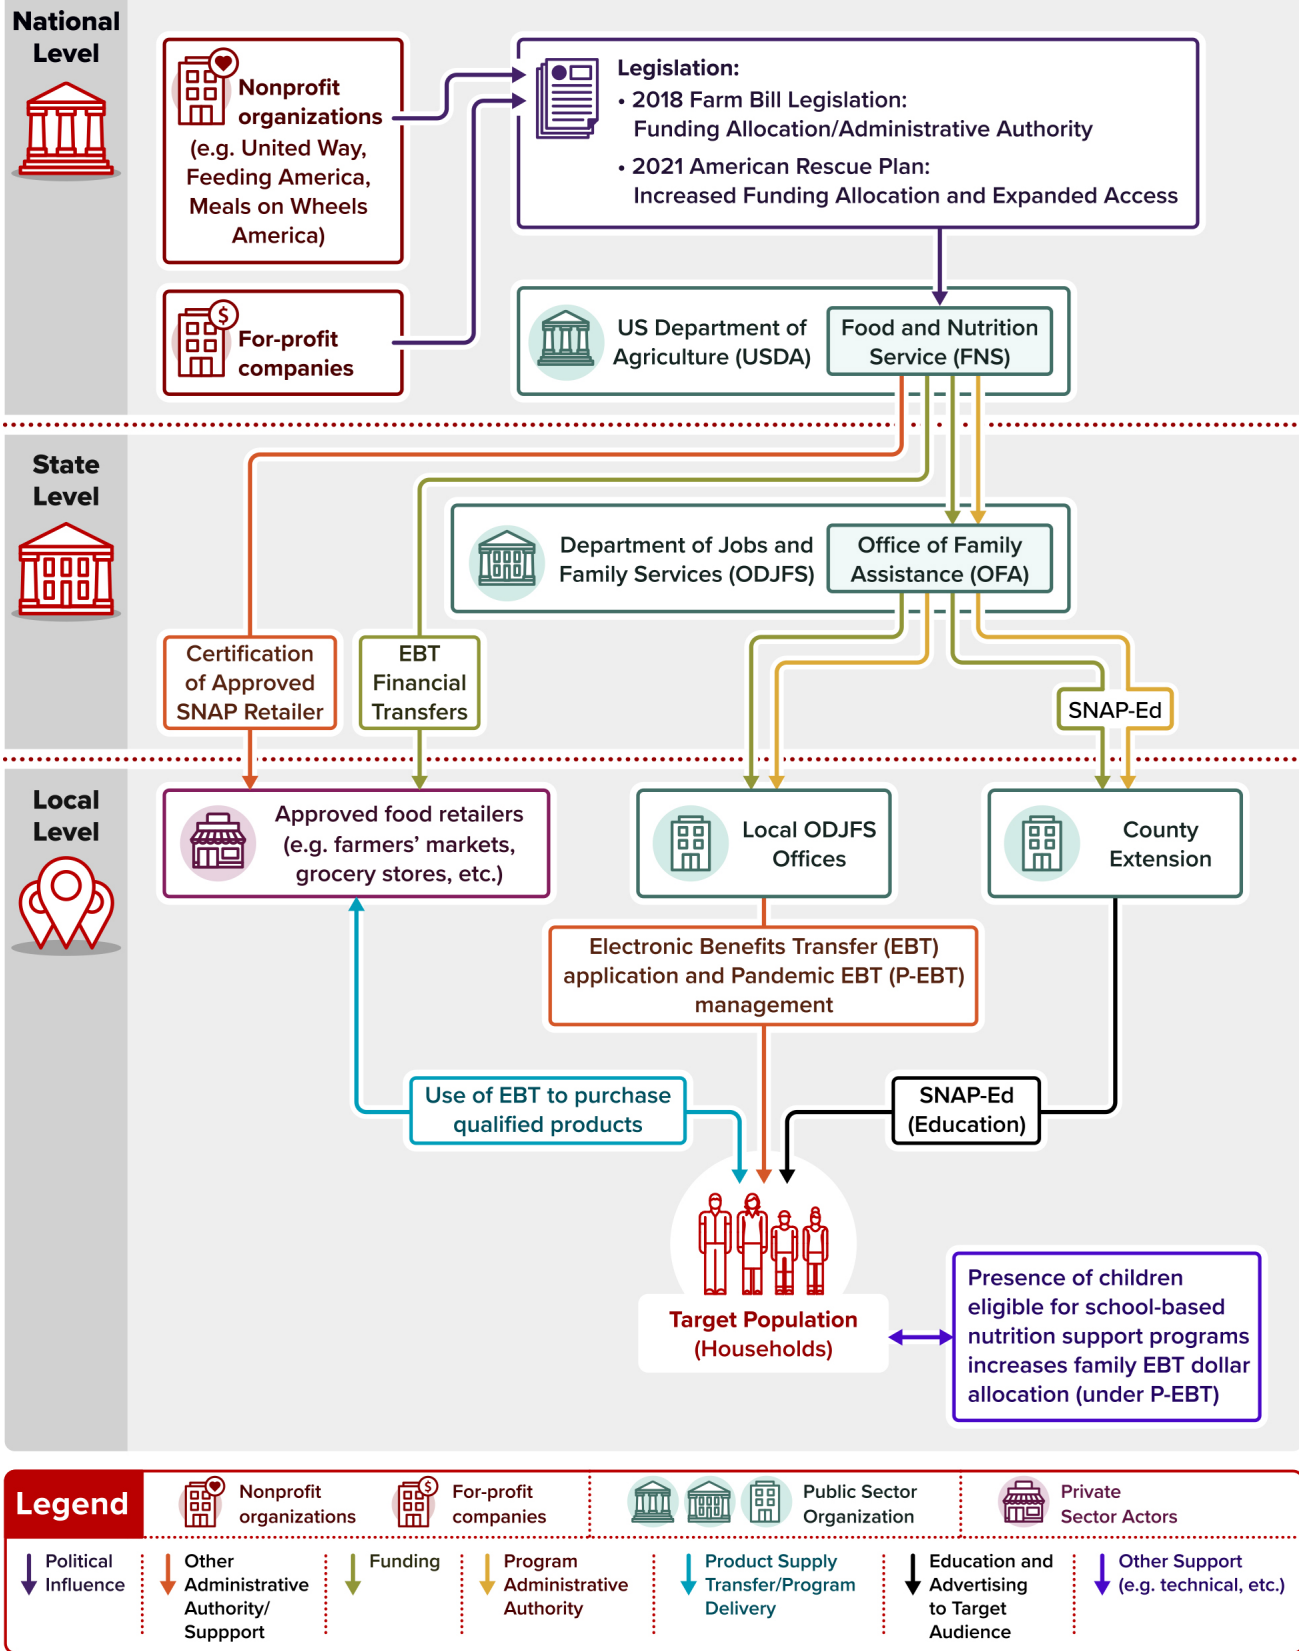 National
Level
Nonprofit
organizations
(e.g. United Way,
Feeding America,
Meals on Wheels
America)
Legislation:
• 2018 Farm Bill Legislation:
Funding Allocation/Administrative Authority
• 2021 American Rescue Plan:
Increased Funding Allocation and Expanded Access
For-profit
companies
US Department of
Agriculture (USDA)
Food and Nutrition
Service (FNS)
State
Level
Department of Jobs and
Family Services (ODJFS)
Office of Family
Assistance (OFA)
Certification
of Approved
SNAP Retailer
EBT
Financial
Transfers
SNAP-Ed
Local
Level
Approved food retailers
(e.g. farmers’ markets,
grocery stores, etc.)
Local ODJFS
Offices
County
Extension
Electronic Benefits Transfer (EBT)
application and Pandemic EBT (P-EBT)
management
Use of EBT to purchase
qualified products
SNAP-Ed
(Education)
Target Population
(Households)
Presence of children
eligible for school-based
nutrition support programs
increases family EBT dollar
allocation (under P-EBT)
Legend
Nonprofit
organizations
For-profit
companies
Public Sector
Organization
Private
Sector Actors
Political
Influence
Other
Administrative
Authority/
Suppport
Funding
Program
Administrative
Authority
Product Supply
Transfer/Program
Delivery
Education and
Advertising
to Target
Audience
Other Support
(e.g. technical, etc.)